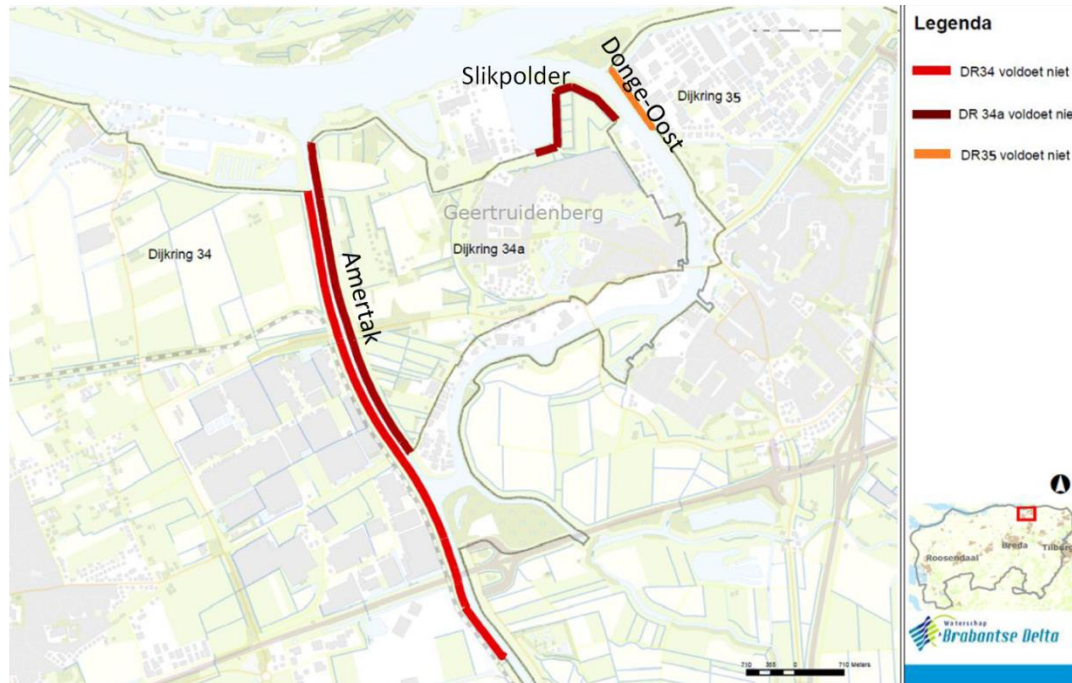 Slikpolder
Donge-Oost
Dijkring 35
Geertruidenberg
Dijkring 34
Dijkring 34a
Amertak
Legenda
DR34 voldoet niet
DR 34a voldoet nie
DR35 voldoet niet
Roosendaal
Breda
Tilburg
Waterschap
Brabantse Delta
710 355 0 710 Meters